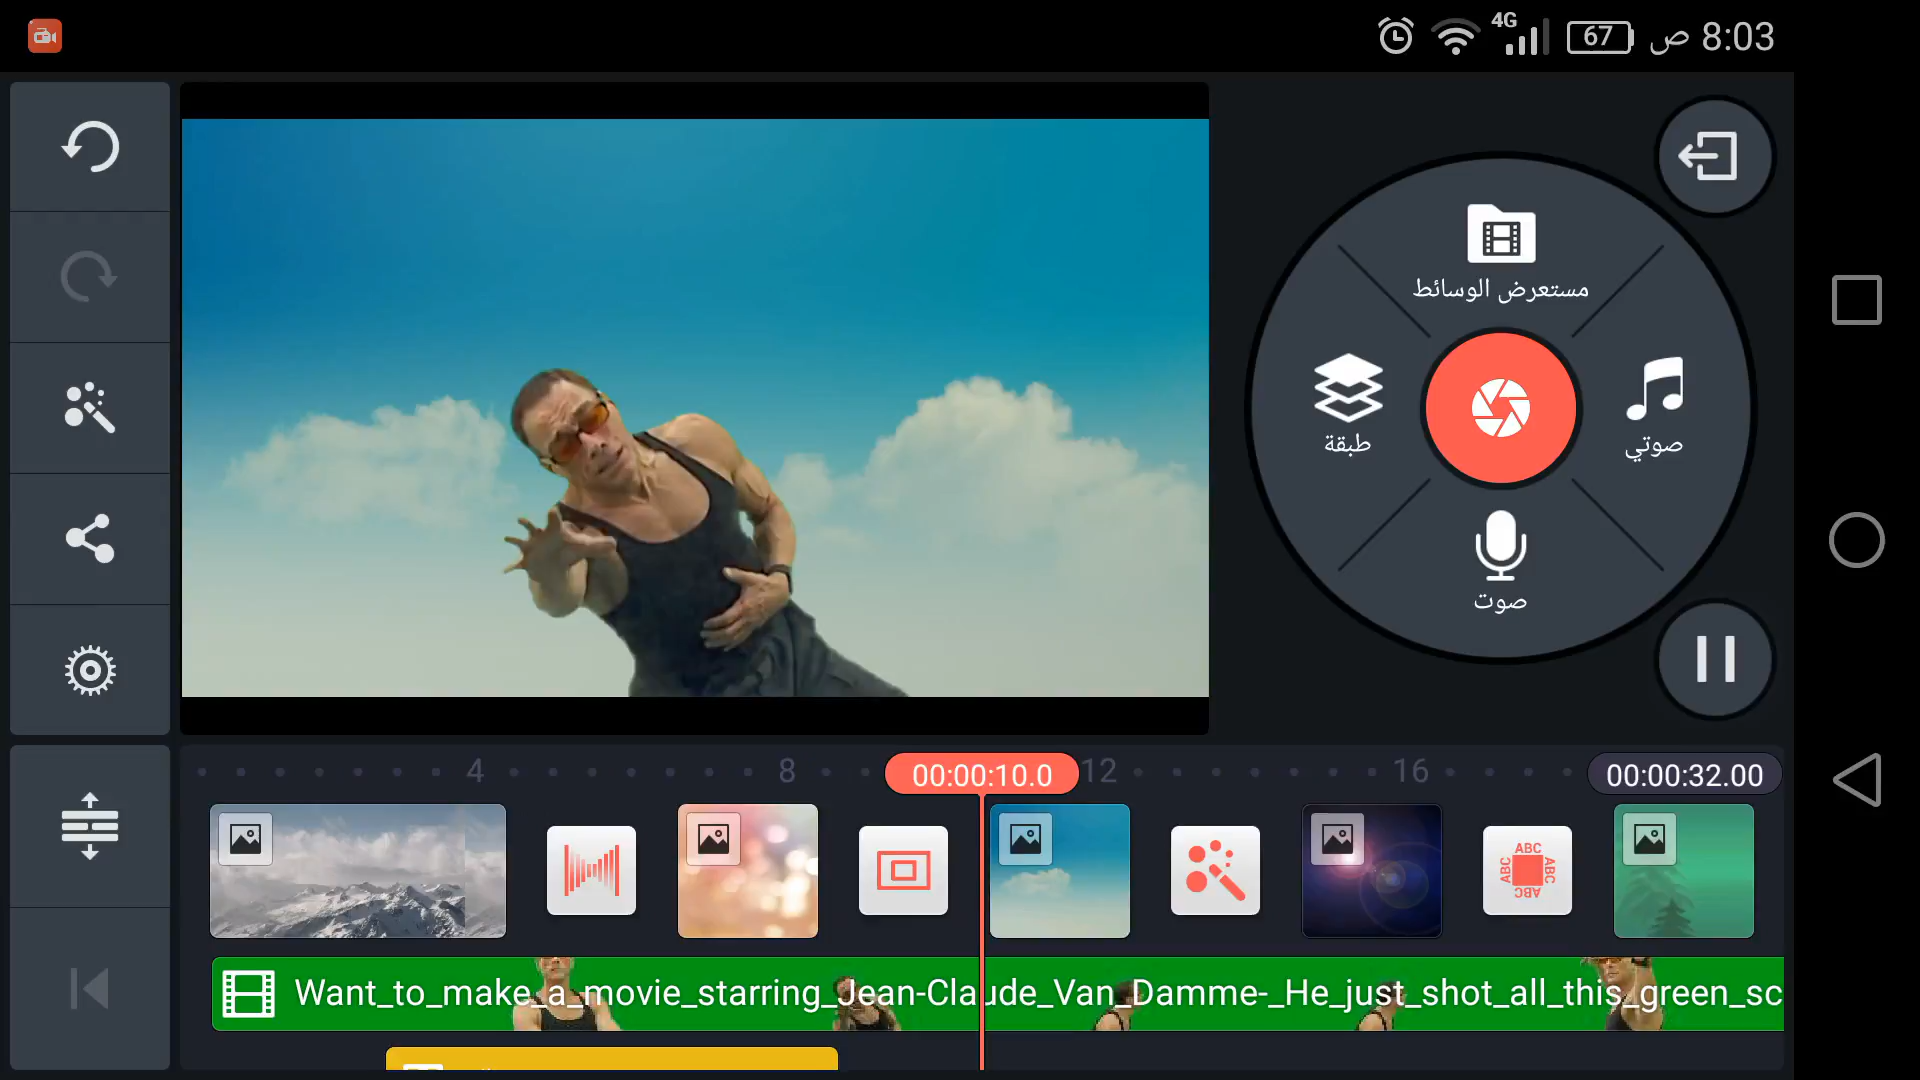 4G
67
8:03 ص
مستعرض الوسائط
طبقة
صوتي
صوت
4
8
00:00:10.0
12
16
00:00:32.00
ABC
ABC
ABC
ABC
Want_to_make_a_movie_starring_Jean-Claude_Van_Damme-_He_just_shot_all_this_green_sc